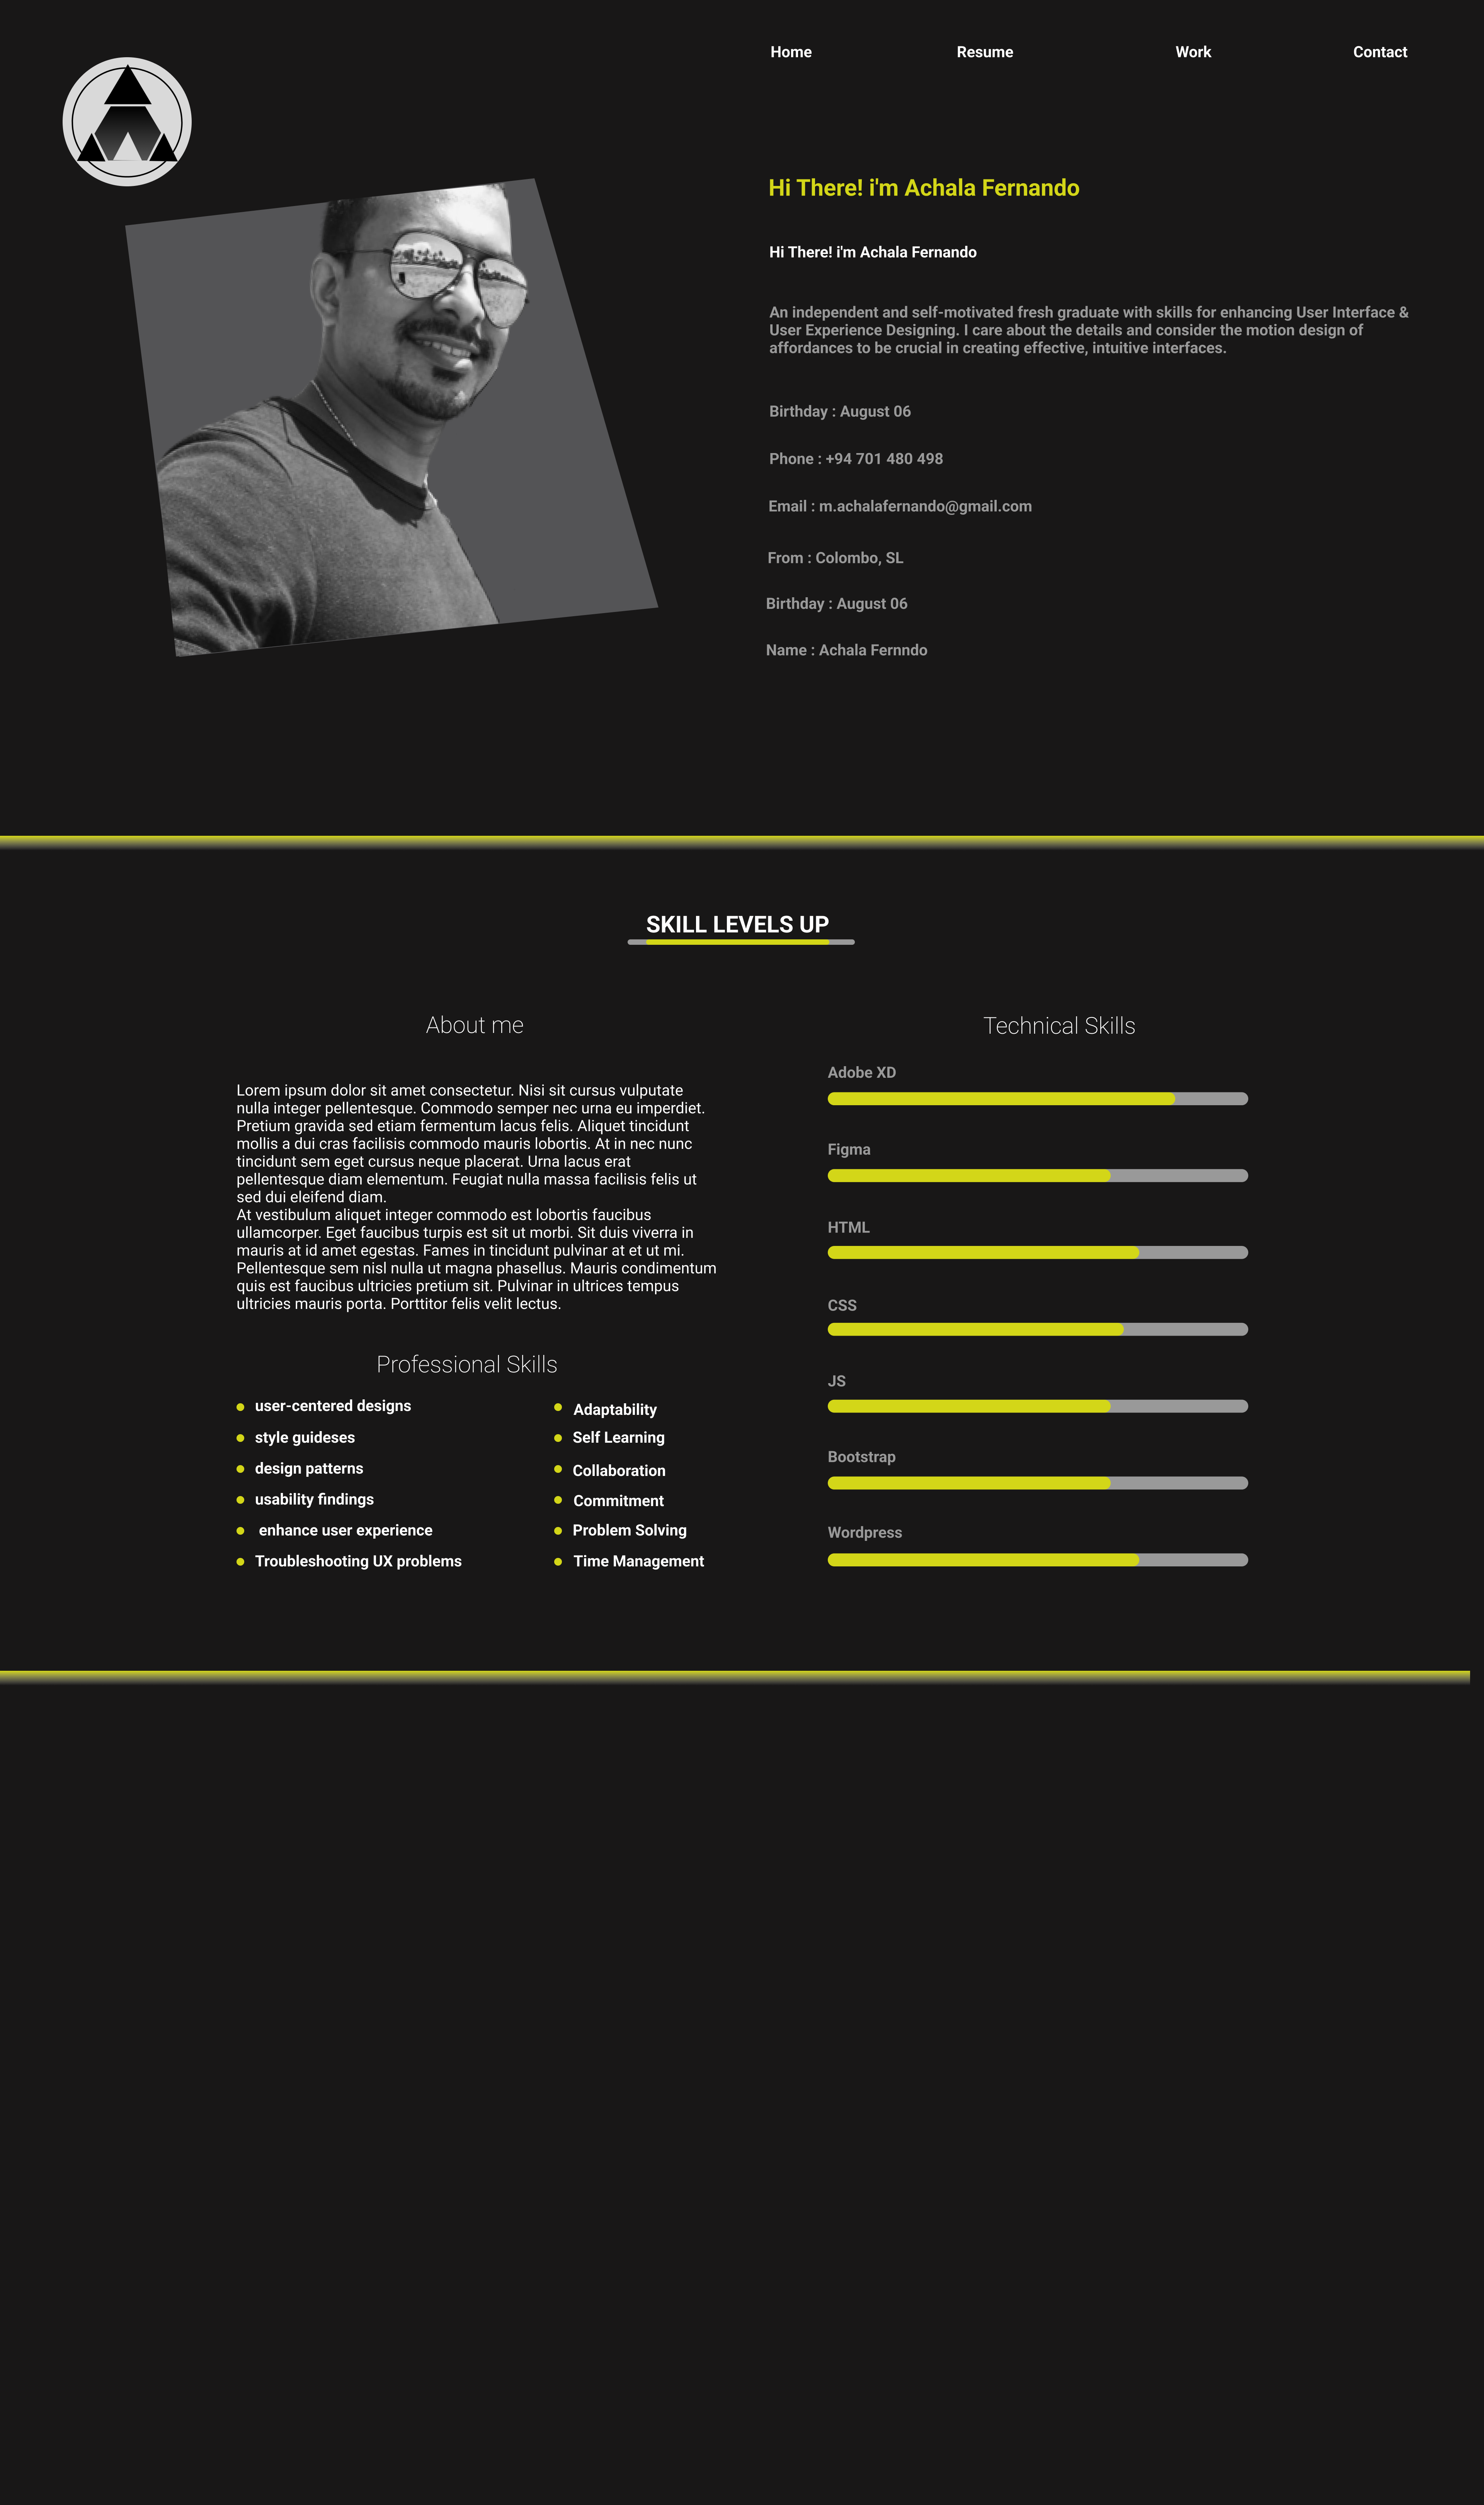 Home Resume Work Contact
Hi There! i'm Achala Fernando
Hi There! i'm Achala Fernando
An independent and self-motivated fresh graduate with skills for enhancing User Interface &
User Experience Designing. I care about the details and consider the motion design of
affordances to be crucial in creating effective, intuitive interfaces.
Birthday : August 06
Phone : +94 701 480 498
Email : m.achalafernando@gmail.com
From : Colombo, SL
Birthday : August 06
Name : Achala Fernndo
SKILL LEVELS UP
About me
Lorem ipsum dolor sit amet consectetur. Nisi sit cursus vulputate
nulla integer pellentesque. Commodo semper nec urna eu imperdiet.
Pretium gravida sed etiam fermentum lacus felis. Aliquet tincidunt
mollis a dui cras facilisis commodo mauris lobortis. At in nec nunc
tincidunt sem eget cursus neque placerat. Urna lacus erat
pellentesque diam elementum. Feugiat nulla massa facilisis felis ut
sed dui eleifend diam.
At vestibulum aliquet integer commodo est lobortis faucibus
ullamcorper. Eget faucibus turpis est sit ut morbi. Sit duis viverra in
mauris at id amet egestas. Fames in tincidunt pulvinar at et ut mi.
Pellentesque sem nisl nulla ut magna phasellus. Mauris condimentum
quis est faucibus ultricies pretium sit. Pulvinar in ultrices tempus
ultricies mauris porta. Porttitor felis velit lectus.
Professional Skills
user-centered designs
style guideses
design patterns
usability findings
enhance user experience
Troubleshooting UX problems
Adaptability
Self Learning
Collaboration
Commitment
Problem Solving
Time Management
Technical Skills
Adobe XD
Figma
HTML
CSS
JS
Bootstrap
Wordpress